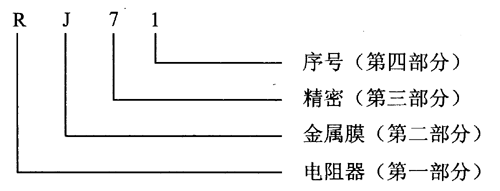 R J 7 1
序号（第四部分）
精密（第三部分）
金属膜（第二部分）
电阻器（第一部分）